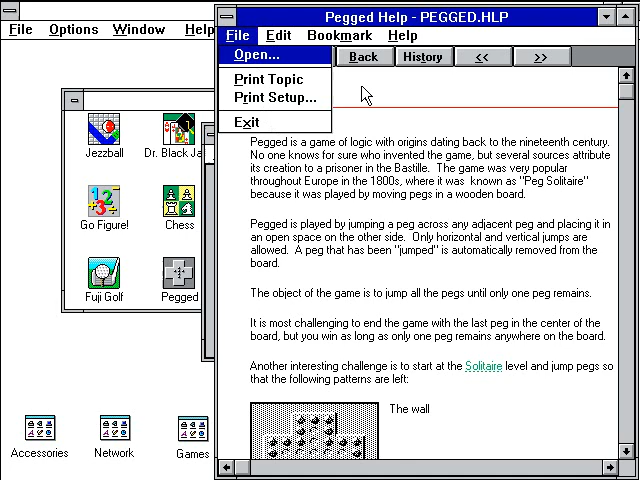 Pegged Help - PEGGED.HLP
File Options Window Help
File Edit Bookmark Help
Open...
Print Topic
Print Setup...
Exit
Back History << >>
Jezzball
Dr. Black Ja
Go Figure!
Chess
Fuji Golf
Pegged
Accessories
Network
Games
Pegged is a game of logic with origins dating back to the nineteenth century.
No one knows for sure who invented the game, but several sources attribute
its creation to a prisoner in the Bastille. The game was very popular
throughout Europe in the 1800s, where it was known as "Peg Solitaire"
because it was played by moving pegs in a wooden board.
Pegged is played by jumping a peg across any adjacent peg and placing it in
an open space on the other side. Only horizontal and vertical jumps are
allowed. A peg that has been "jumped" is automatically removed from the
board.
The object of the game is to jump all the pegs until only one peg remains.
It is most challenging to end the game with the last peg in the center of the
board, but you win as long as only one peg remains anywhere on the board.
Another interesting challenge is to start at the Solitaire level and jump pegs so
that the following patterns are left:
The wall